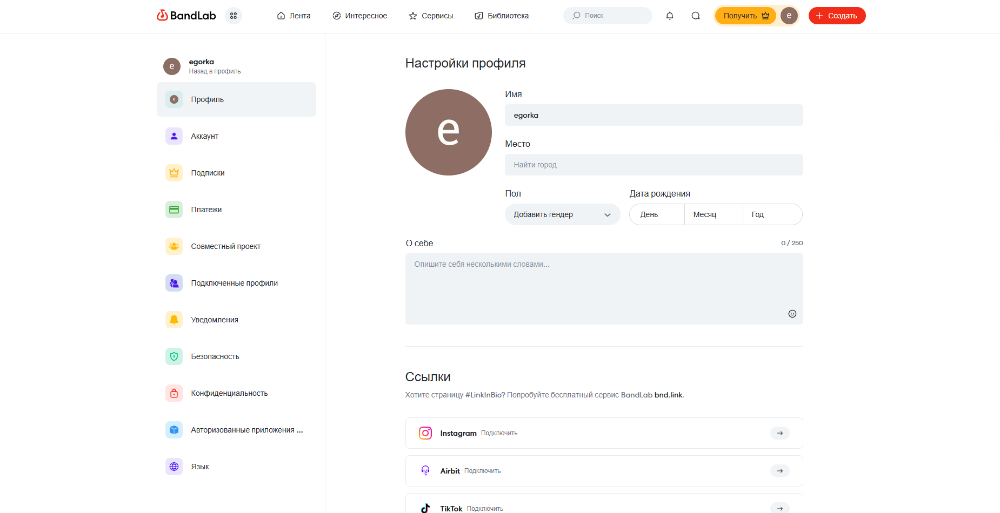 BandLab
Лента
Интересное
Сервисы
Библиотека
Поиск
Получить
e
Создать
e
egorka
Назад в профиль
e
Профиль
Аккаунт
Подписки
Платежи
Совместный проект
Подключенные профили
Уведомления
Безопасность
Конфиденциальность
Авторизованные приложения ...
Язык
Настройки профиля
e
Имя
egorka
Место
Найти город
Пол
Добавить гендер
Дата рождения
День
Месяц
Год
О себе
0 / 250
Опишите себя несколькими словами...
Ссылки
Хотите страницу #LinkInBio? Попробуйте бесплатный сервис BandLab bnd.link.
Instagram Подключить
Airbit Подключить
TikTok Подключить